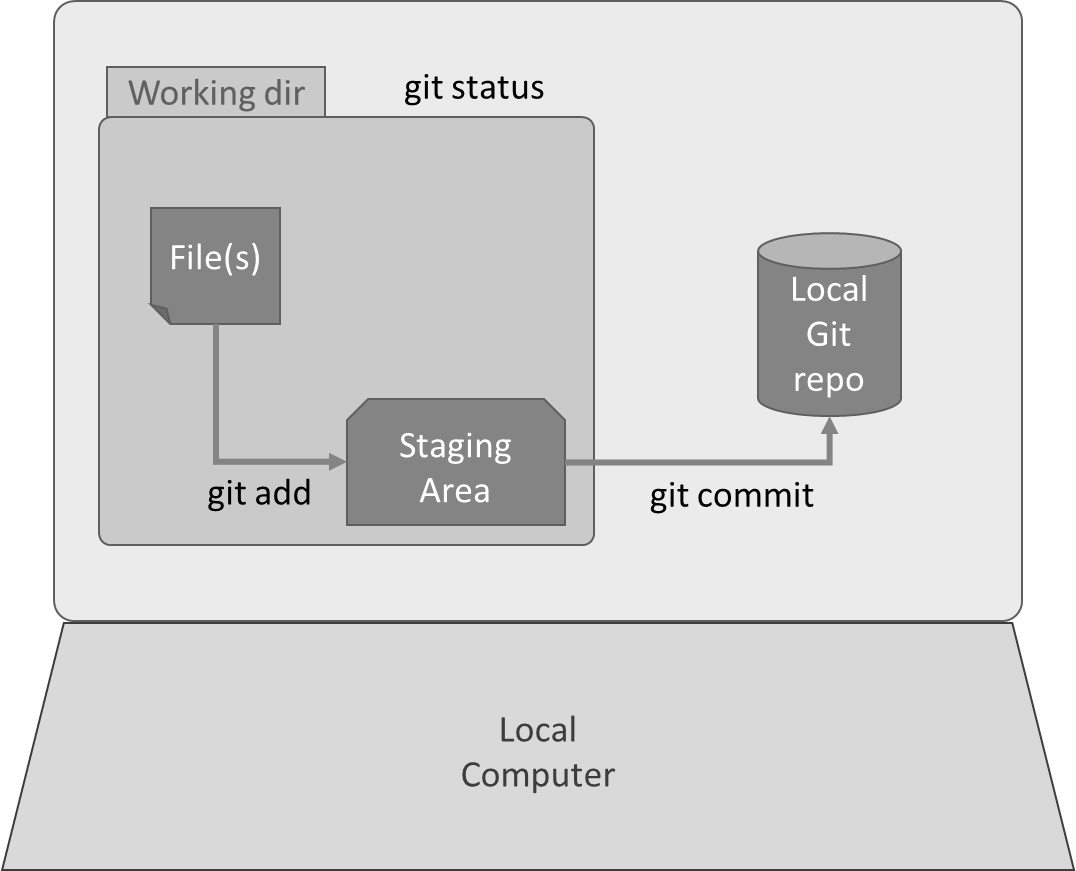 Working dir
git status
File(s)
Local
Git
repo
Staging
Area
git add
git commit
Local
Computer